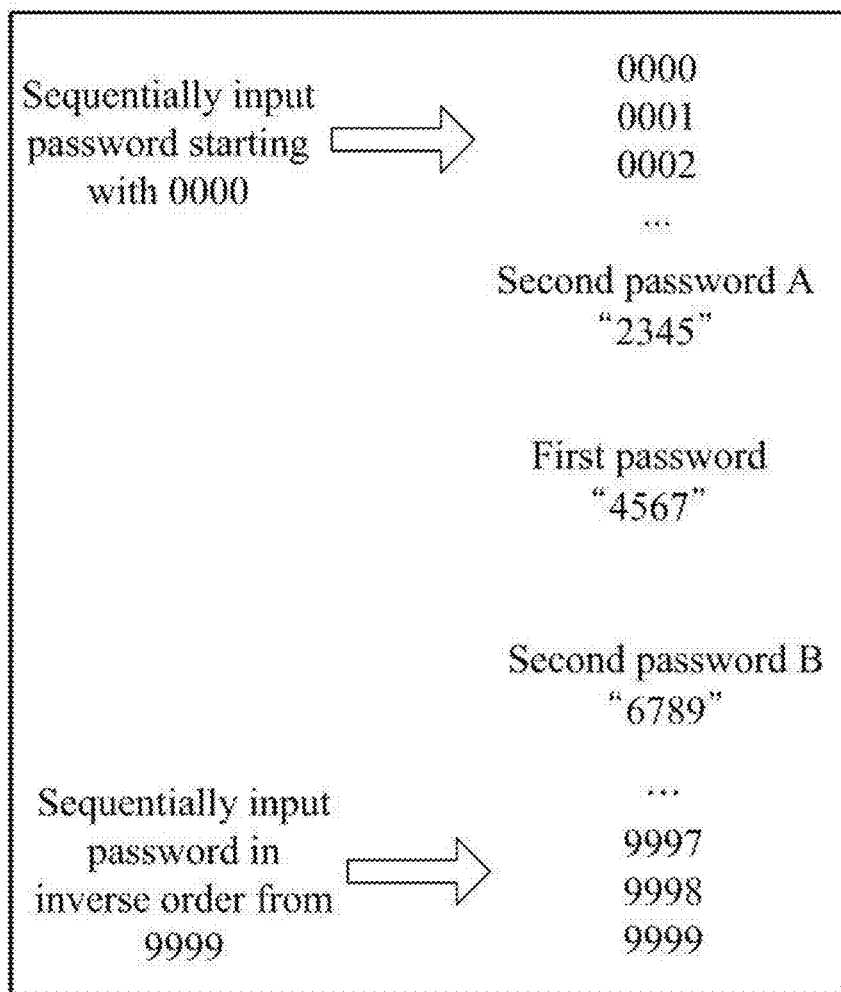 Sequentially input
password starting
with 0000
0000
0001
0002
...
Second password A
“2345”
First password
“4567”
Second password B
“6789”
...
Sequentially input
password in
inverse order from
9999
9997
9998
9999